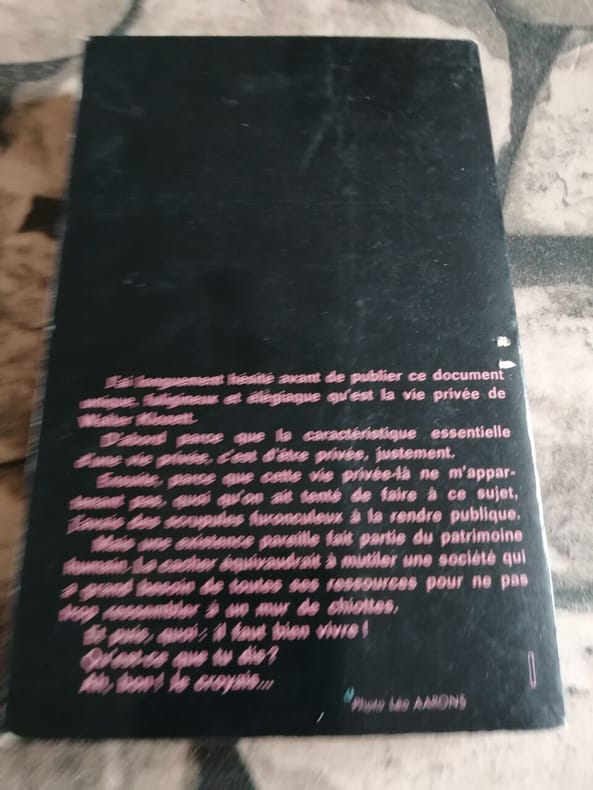 J'ai longuement hésité avant de publier ce document
unique, fuligineux et élégiaque qu'est la vie privée de
Walter Klozett.
D'abord parce que la caractéristique essentielle
d'une vie privée, c'est d'être privée, justement.
Ensuite, parce que cette vie privée-là ne m'appar-
tenant pas, quoi qu'on ait tenté de faire à ce sujet,
j'avais des scrupules furonculeux à la rendre publique.
Mais une existence pareille fait partie du patrimoine
humain. La cacher équivaudrait à mutiler une société qui
a grand besoin de toutes ses ressources pour ne pas
trop ressembler à un mur de chiottes.
Et puis, quoi : il faut bien vivre !
Qu'est-ce que tu dis ?
Ah, bon ! je croyais...
Photo Léo AARONS